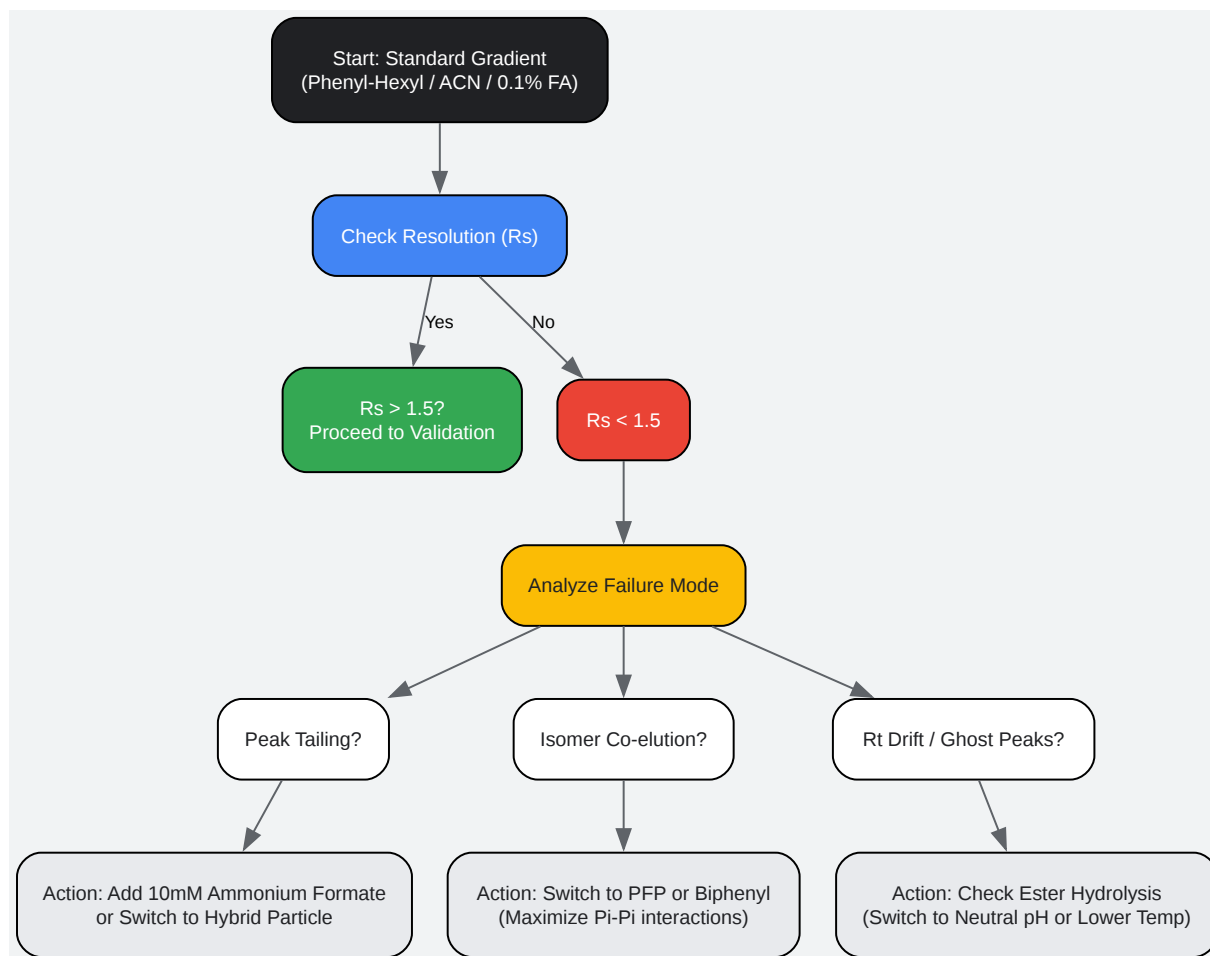 Start: Standard Gradient
(Phenyl-Hexyl / ACN / 0.1% FA)
Check Resolution (Rs)
Yes
No
Rs > 1.5?
Proceed to Validation
Rs < 1.5
Analyze Failure Mode
Peak Tailing?
Isomer Co-elution?
Rt Drift / Ghost Peaks?
Action: Add 10mM Ammonium Formate
or Switch to Hybrid Particle
Action: Switch to PFP or Biphenyl
(Maximize Pi-Pi interactions)
Action: Check Ester Hydrolysis
(Switch to Neutral pH or Lower Temp)